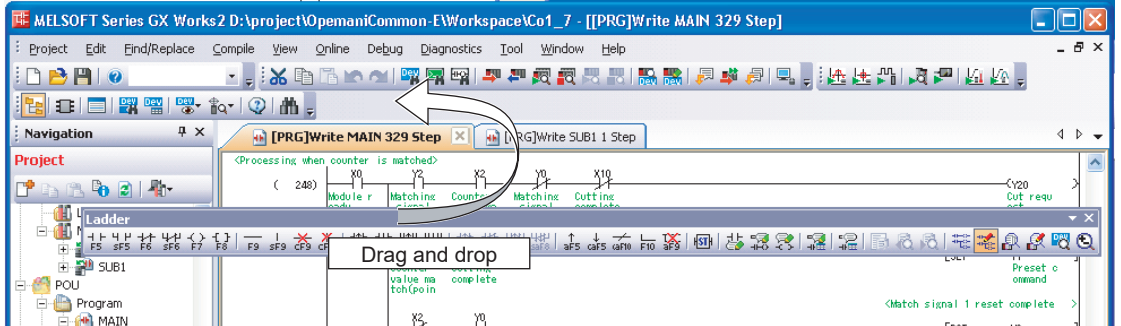 MELSOFT Series GX Works2 D:\project\OpemaniCommon-E\Workspace\Co1_7 - [[PRG]Write MAIN 329 Step]
Project Edit Find/Replace Compile View Online Debug Diagnostics Tool Window Help
Navigation
[PRG]Write MAIN 329 Step
[PRG]Write SUB1 1 Step
Project
<Processing when counter is matched>
X0 Y2 X2 Y0 X10
( 248) Y20
Module r Matching Counter Matching Cutting Cut requ
Ladder
F5 sF5 F6 sF6 F7 F8 F9 sF9 cF9 aF5 caF5 caF10 F10 aF9
Drag and drop
SUB1
value ma complete Preset c
tch(poin ommand
POU
Program
<Match signal 1 reset complete >
MAIN
X2 Y0